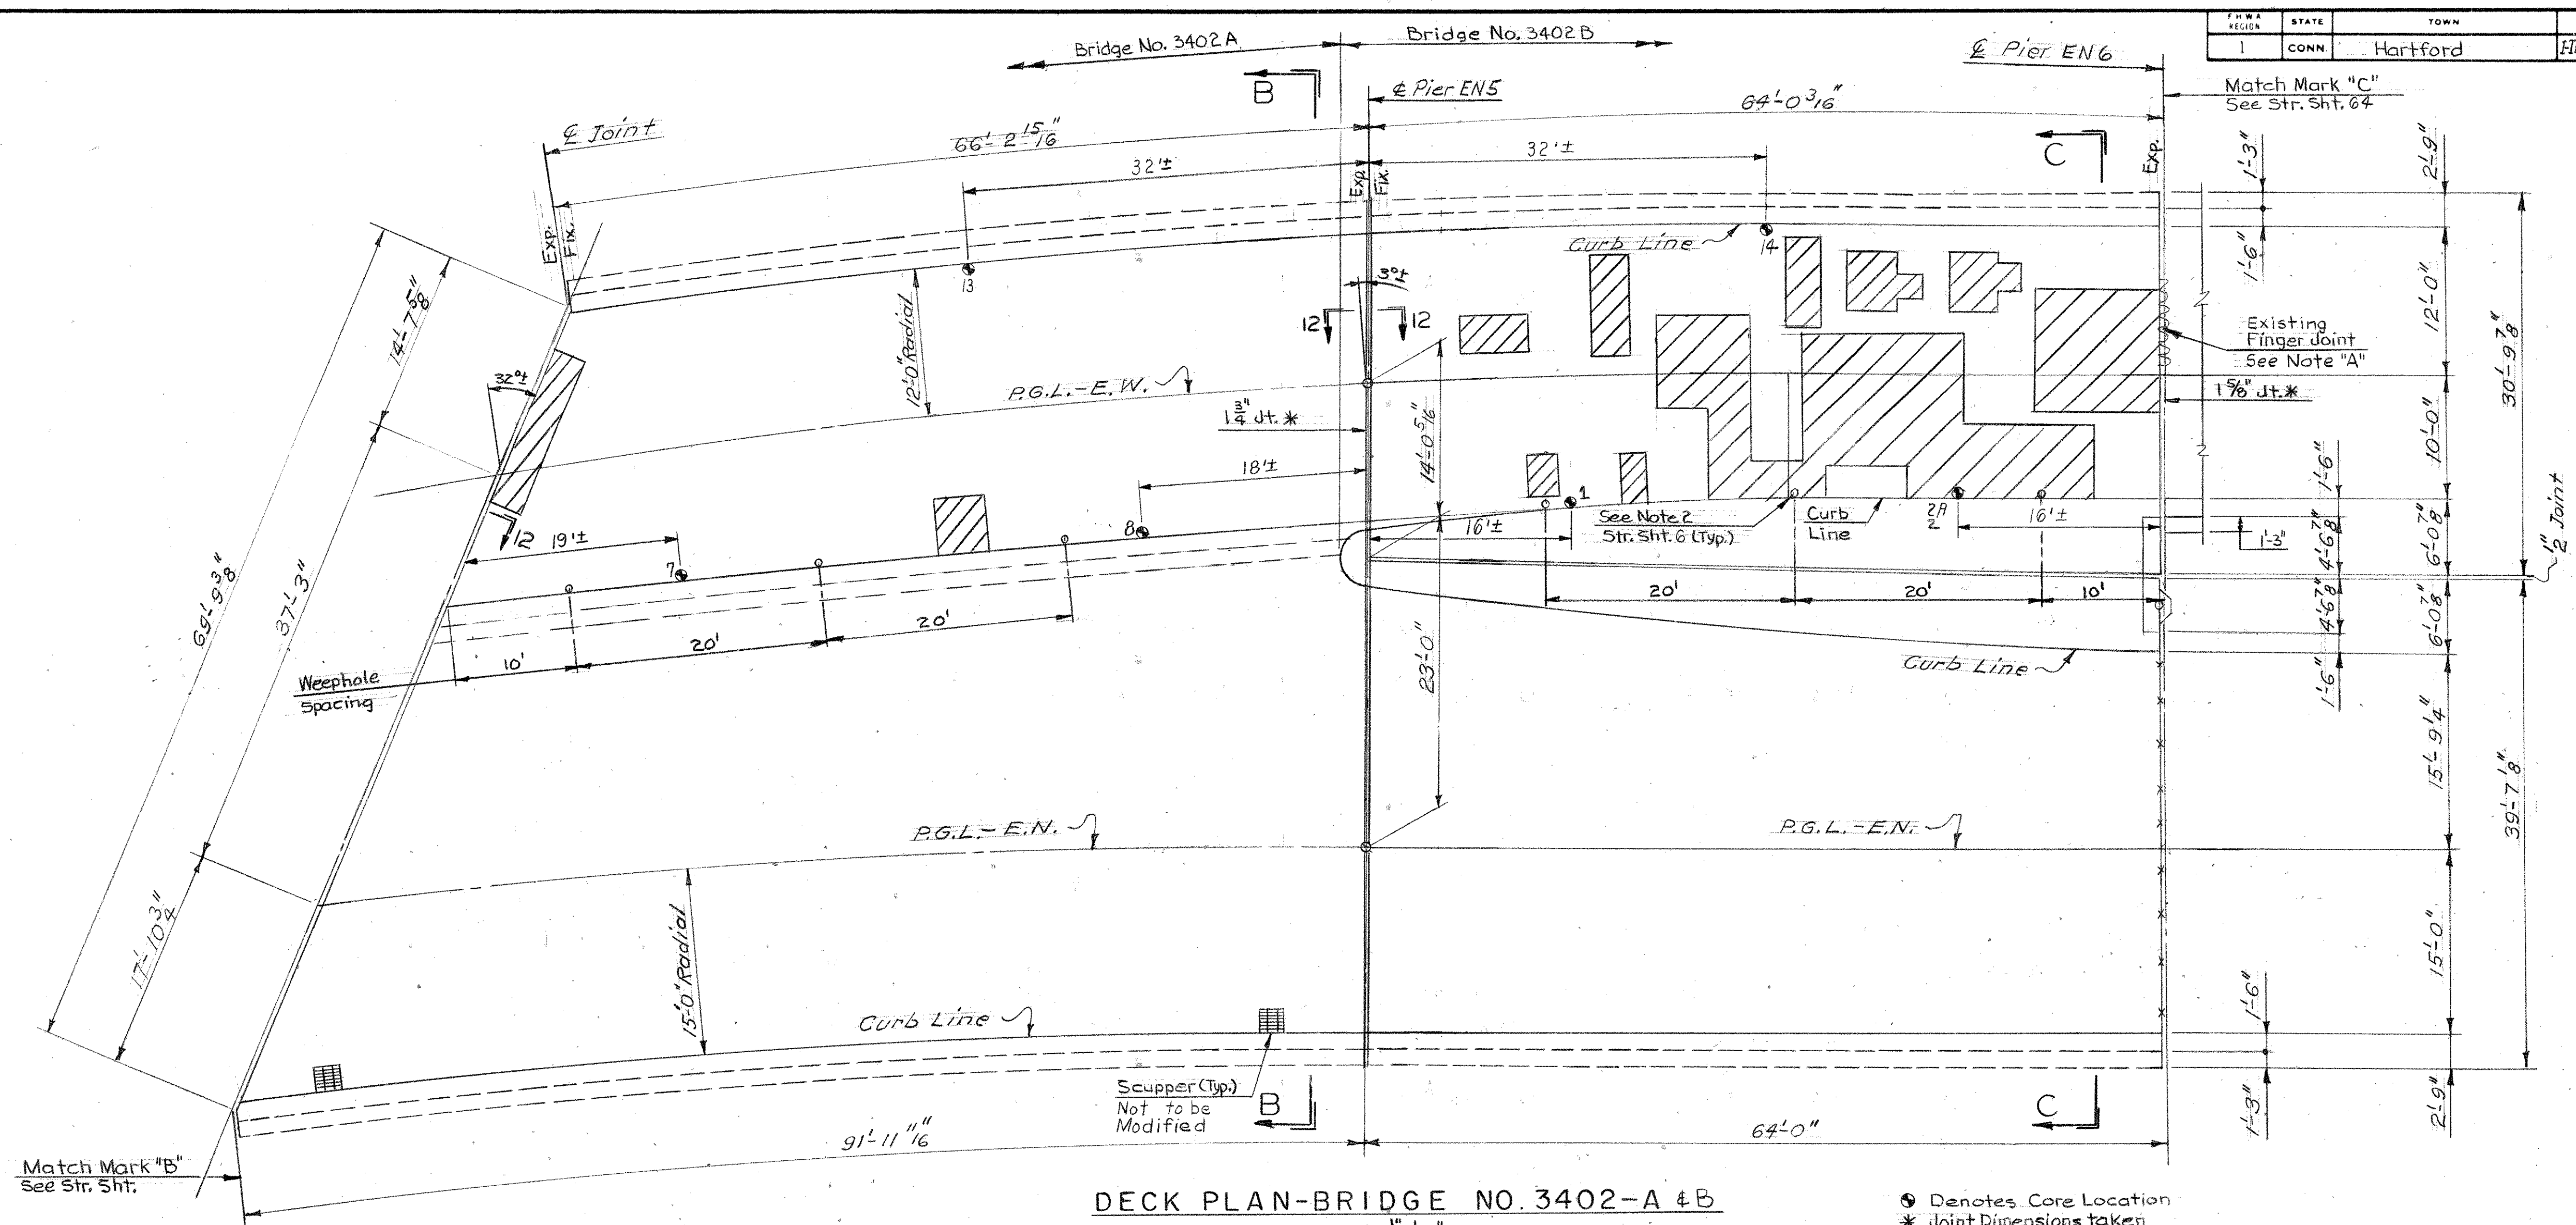 FHWA REGION
STATE
TOWN
1
CONN.
Hartford
Bridge No. 3402A
Bridge No. 3402B
℄ Pier EN6
Match Mark "C"
See Str. Sht. 64
B
℄ Pier EN5
64'-0 3/16"
℄ Joint
66'-2 15/16"
32'±
32'±
C
Exp.
Exp.
Fix.
Exp.
Fix.
1'-3"
2'-9"
1'-6"
12'-0"
30'-9 7/8"
Curb Line
14
13
3°±
12
12
12'-0" Radial
14'-7 5/8"
32°±
P.G.L.-E.W.
1 3/4" Jt. *
14'-0 5/16"
Existing
Finger Joint
See Note "A"
1 5/8" Jt. *
10'-0"
18'±
1'-6"
1
8
16'±
See Note 2
Str. Sht. 6 (Typ.)
Curb
Line
2A
2
16'±
1'-3"
4'-6 7/8"
6'-0 7/8"
1/2" Joint
12
19'±
7
69'-9 3/8"
37'-3"
20'
20'
10'
20'
20'
10'
Weephole
Spacing
23'-0"
Curb Line
4'-6 7/8"
6'-0 7/8"
1'-6"
15'-9 1/4"
39'-7 1/8"
P.G.L.-E.N.
P.G.L.-E.N.
17'-10 3/4"
15'-0" Radial
15'-0"
Curb Line
1'-6"
1'-3"
2'-9"
Scupper (Typ.)
Not to be
Modified
B
C
91'-11 11/16"
64'-0"
Match Mark "B"
See Str. Sht.
DECK PLAN-BRIDGE NO. 3402-A & B
Denotes Core Location
* Joint Dimensions taken